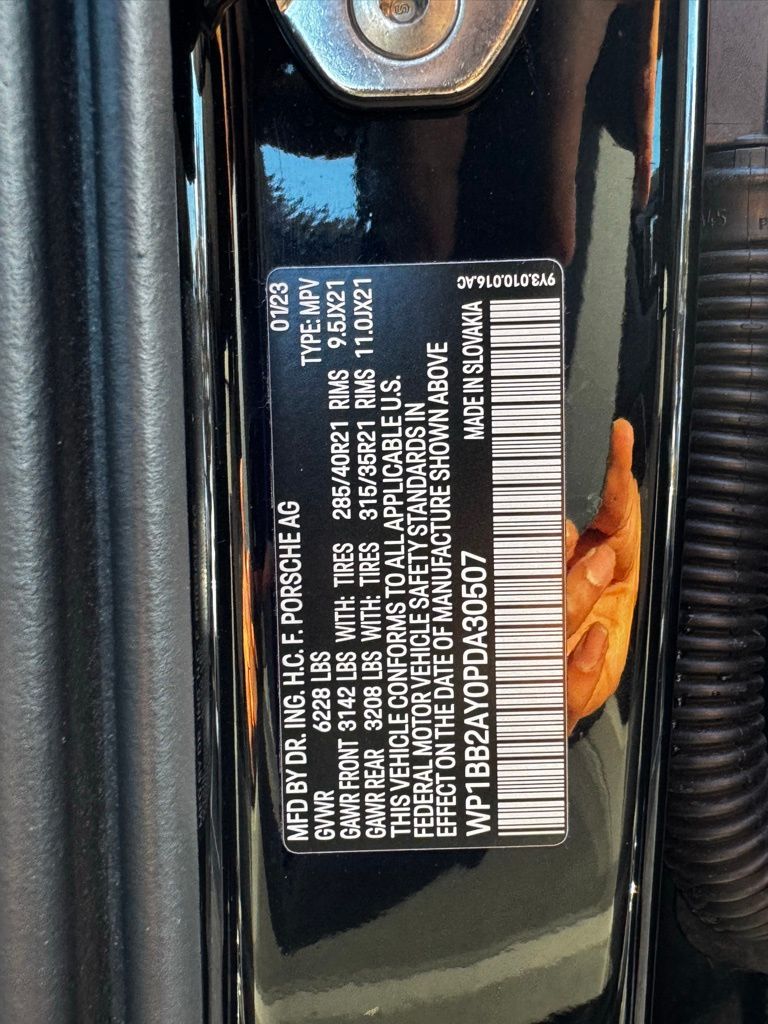 MFD BY DR. ING. H.C. F. PORSCHE AG 01/23
GVWR 6228 LBS TYPE: MPV
GAWR FRONT 3142 LBS WITH: TIRES 285/40R21 RIMS 9.5JX21
GAWR REAR 3208 LBS WITH: TIRES 315/35R21 RIMS 11.0JX21
THIS VEHICLE CONFORMS TO ALL APPLICABLE U.S.
FEDERAL MOTOR VEHICLE SAFETY STANDARDS IN
EFFECT ON THE DATE OF MANUFACTURE SHOWN ABOVE
WP1BB2AY0PDA30507 MADE IN SLOVAKIA
9Y3.010.016.AC